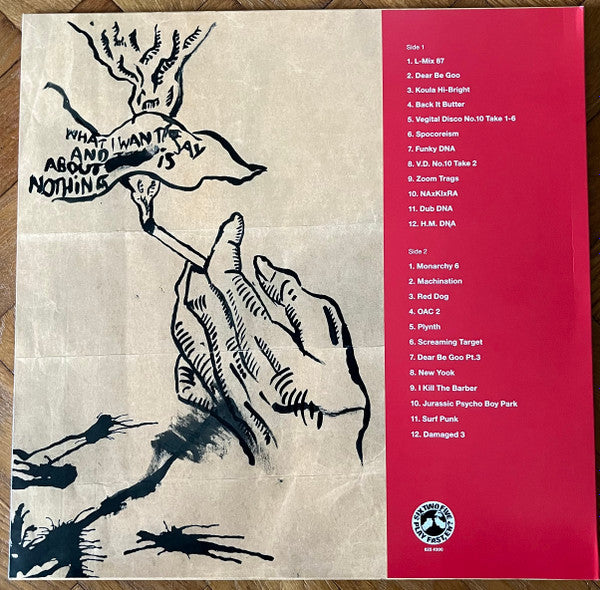 WHAT I WANT TO SAY
AND
ABOUT IS
NOTHING
Side 1
1. L-Mix 87
2. Dear Be Goo
3. Koula Hi-Bright
4. Back It Butter
5. Vegital Disco No.10 Take 1-6
6. Spocoreism
7. Funky DNA
8. V.D. No.10 Take 2
9. Zoom Trags
10. NAxKIxRA
11. Dub DNA
12. H.M. DNA
Side 2
1. Monarchy 6
2. Machination
3. Red Dog
4. OAC 2
5. Plynth
6. Screaming Target
7. Dear Be Goo Pt.3
8. New Yook
9. I Kill The Barber
10. Jurassic Psycho Boy Park
11. Surf Punk
12. Damaged 3
SIX TWO FIVE
PLAY FAST